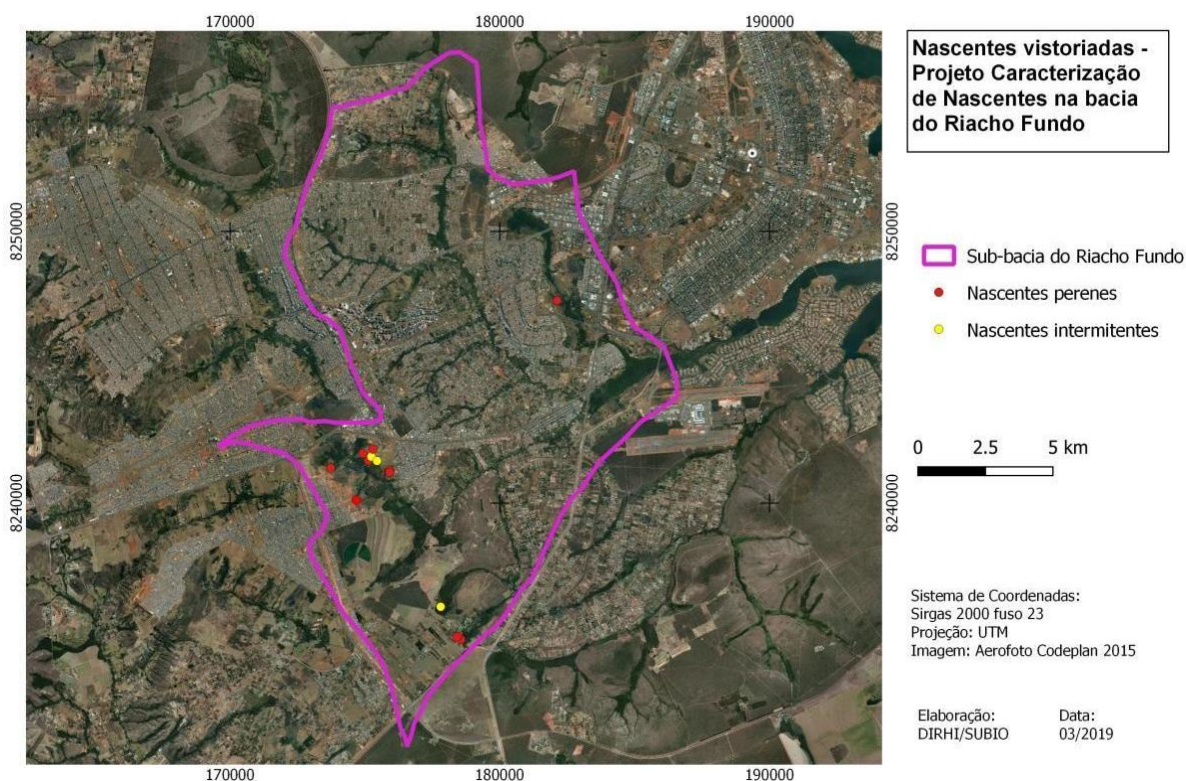 170000
180000
190000
8250000
8240000
8250000
8240000
170000
180000
190000
Nascentes vistoriadas -
Projeto Caracterização
de Nascentes na bacia
do Riacho Fundo
Sub-bacia do Riacho Fundo
Nascentes perenes
Nascentes intermitentes
0 2.5 5 km
Sistema de Coordenadas:
Sirgas 2000 fuso 23
Projeção: UTM
Imagem: Aerofoto Codeplan 2015
Elaboração:
DIRHI/SUBIO
Data:
03/2019